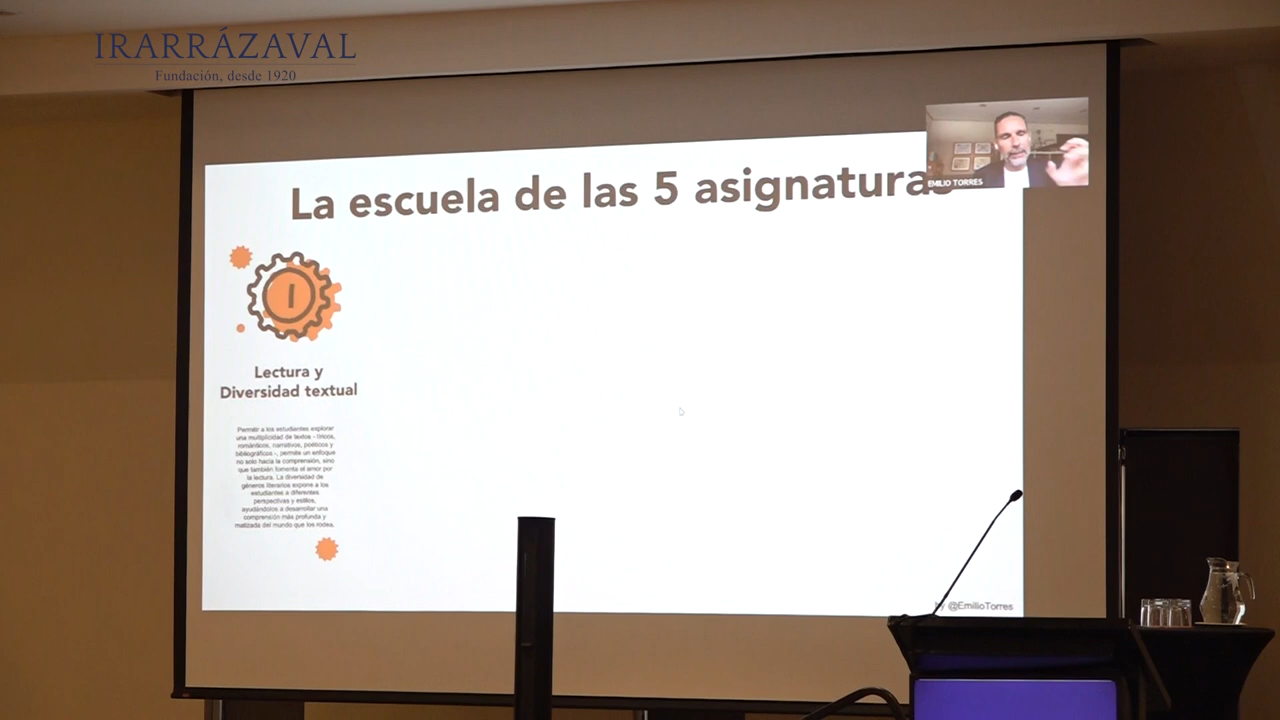 IRARRÁZAVAL
Fundación, desde 1920
La escuela de las 5 asignaturas
EMILIO TORRES
I
Lectura y
Diversidad textual
Permitir a los estudiantes explorar
una multiplicidad de textos - líricos,
románticos, narrativos, poéticos y
bibliográficos -, permite un enfoque
no solo hacia la comprensión, sino
que también fomenta el amor por
la lectura. La diversidad de
géneros literarios expone a los
estudiantes a diferentes
perspectivas y estilos,
ayudándolos a desarrollar una
comprensión más profunda y
matizada del mundo que los rodea.
by @EmilioTorres